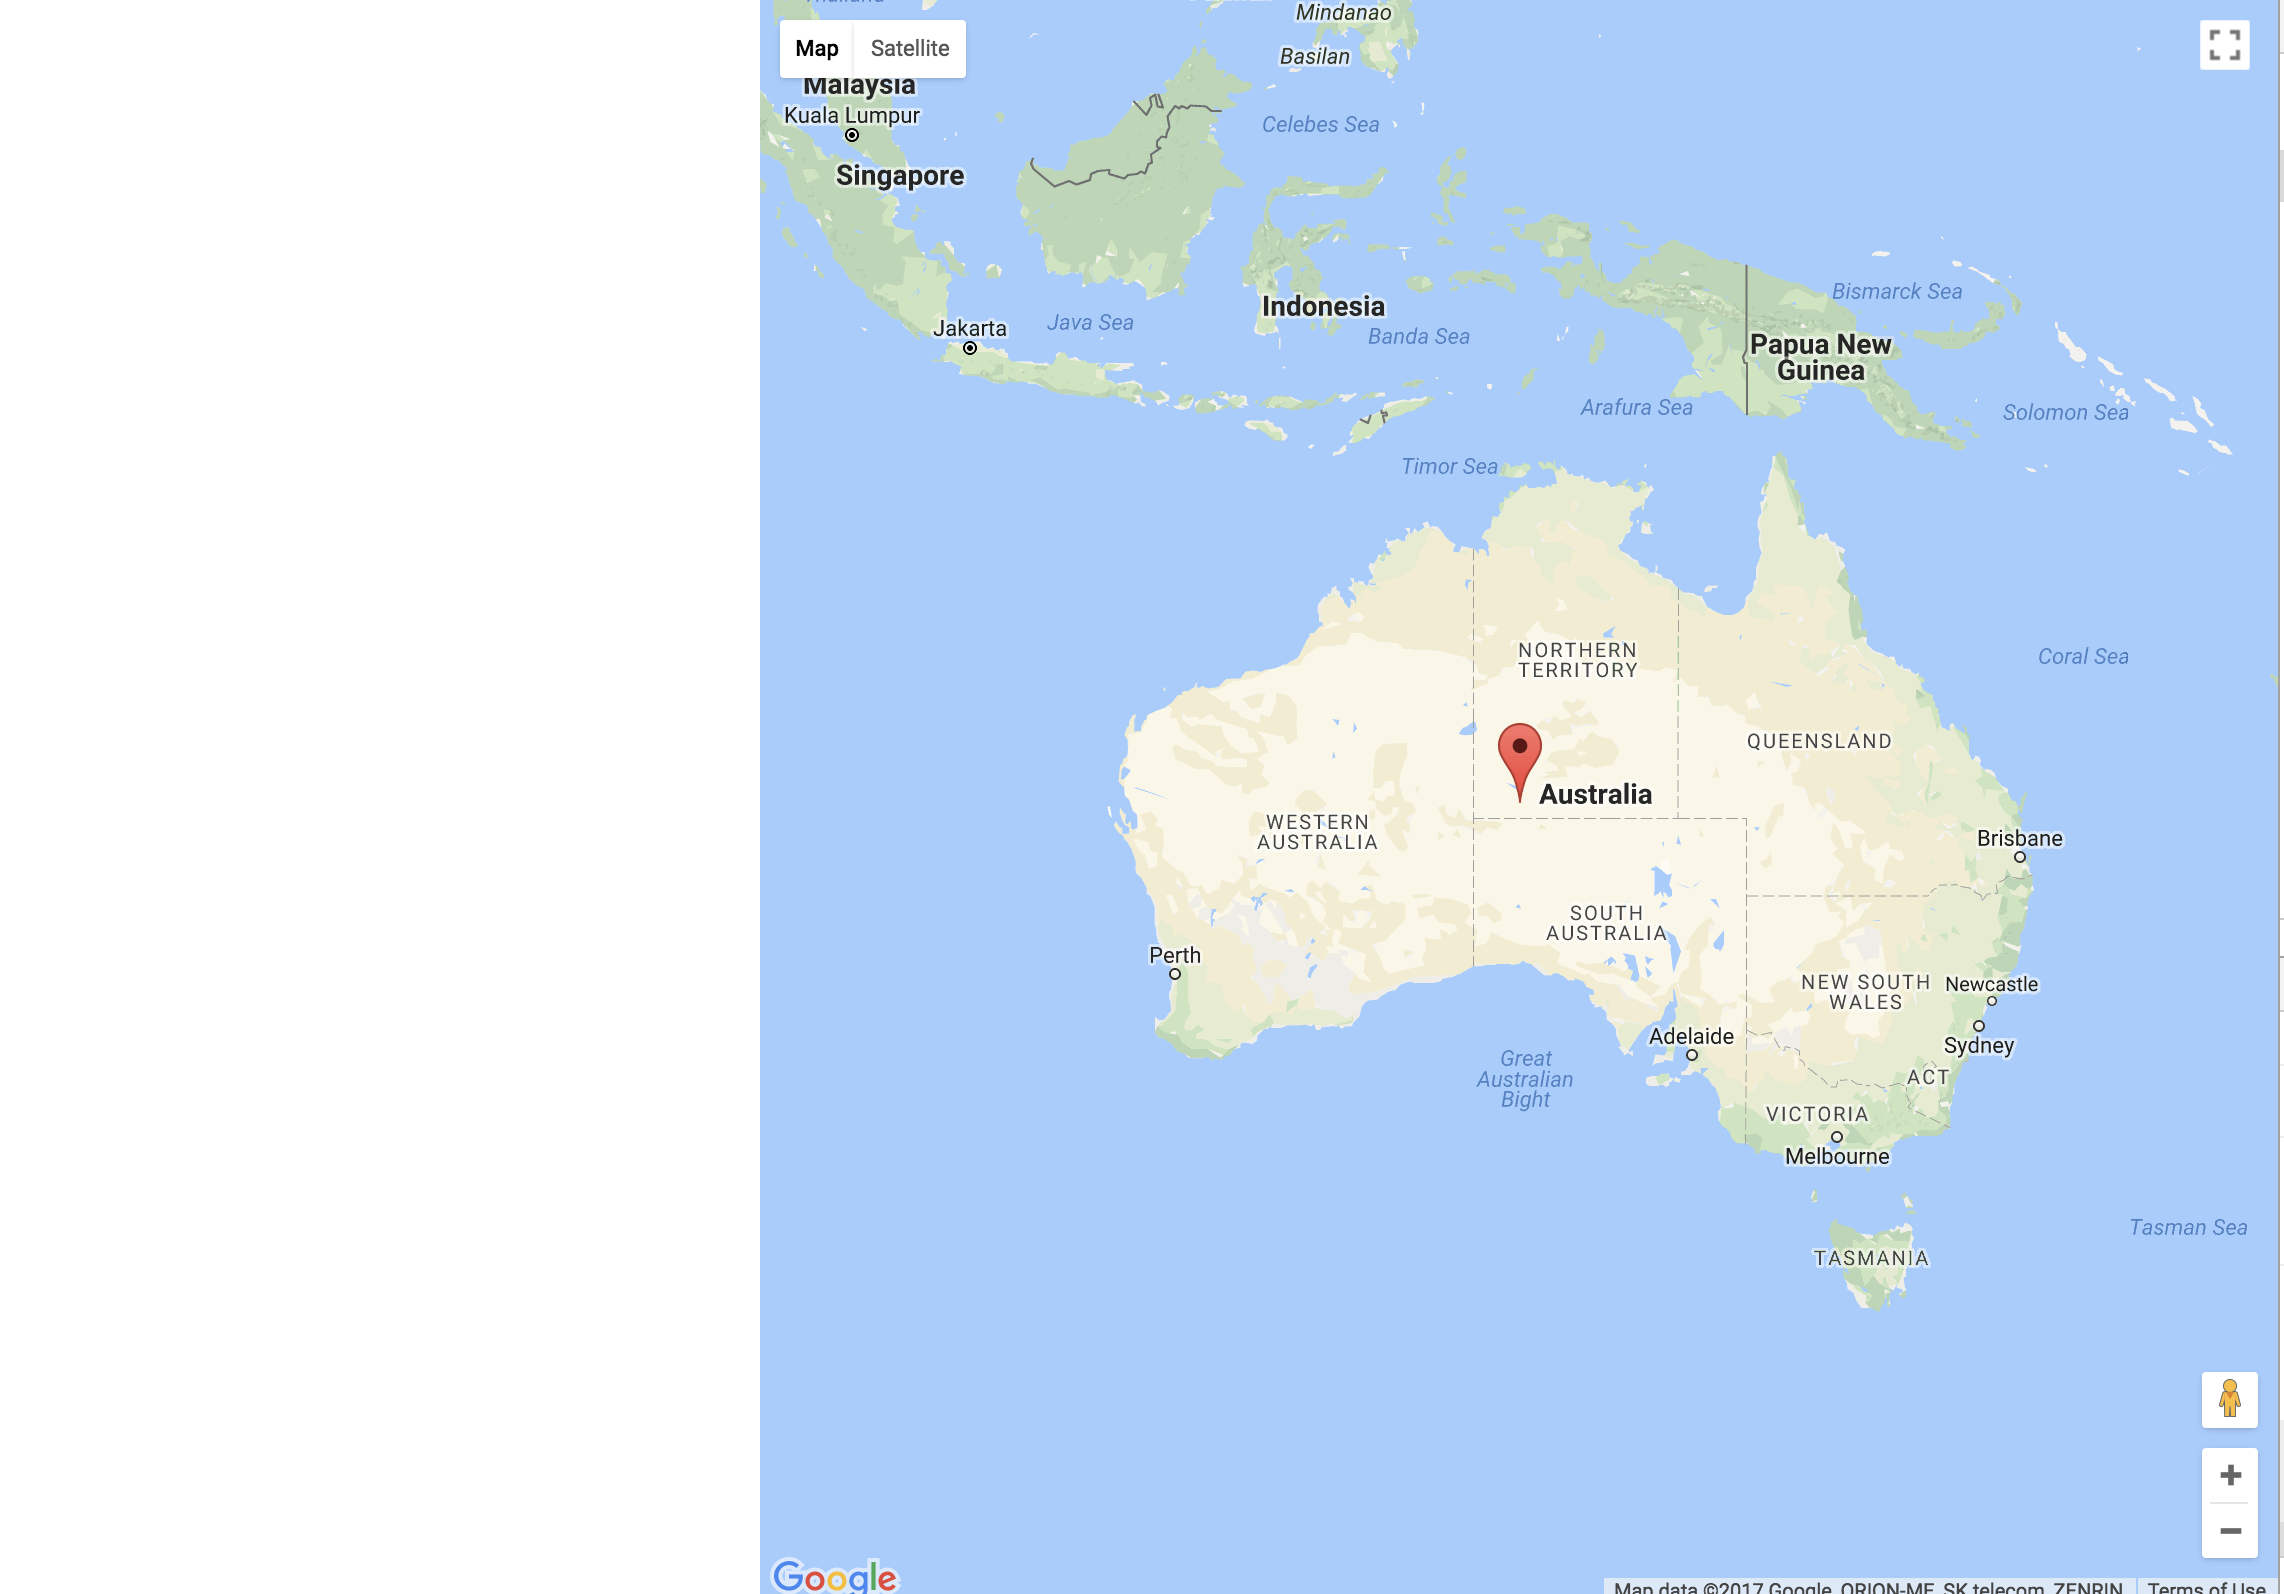 Mindanao
Map
Satellite
Basilan
Malaysia
Kuala Lumpur
Celebes Sea
Singapore
Indonesia
Bismarck Sea
Jakarta
Java Sea
Banda Sea
Papua New
Guinea
Arafura Sea
Solomon Sea
Timor Sea
NORTHERN
TERRITORY
Coral Sea
QUEENSLAND
Australia
WESTERN
AUSTRALIA
Brisbane
SOUTH
AUSTRALIA
Perth
NEW SOUTH
WALES
Newcastle
Adelaide
Sydney
Great
Australian
Bight
ACT
VICTORIA
Melbourne
Tasman Sea
TASMANIA
Google
Map data ©2017 Google, ORION-ME, SK telecom, ZENRIN
Terms of Use